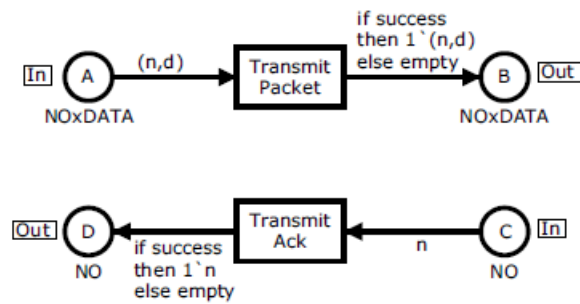 if success
then 1`(n,d)
else empty
(n,d)
In
A
Transmit
Packet
B
Out
NOxDATA
NOxDATA
Out
D
Transmit
Ack
C
In
if success
then 1`n
else empty
n
NO
NO